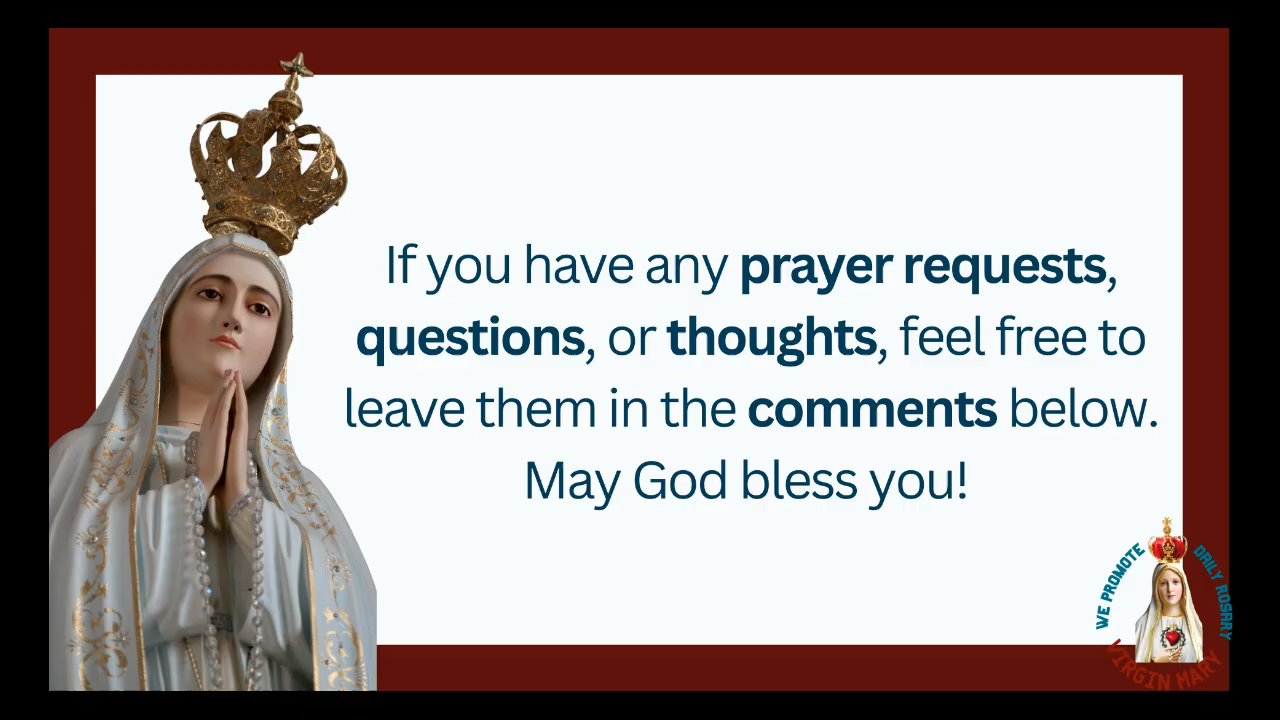 If you have any prayer requests,
questions, or thoughts, feel free to
leave them in the comments below.
May God bless you!
WE PROMOTE
DAILY ROSARY
VIRGIN MARY